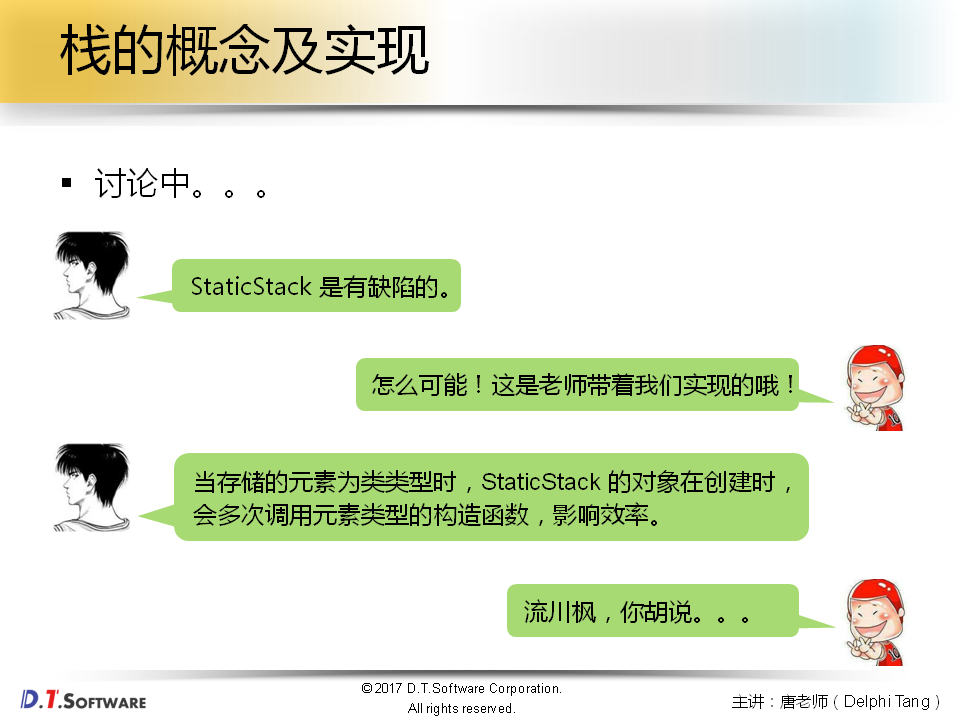 栈的概念及实现
▪ 讨论中。。。
StaticStack 是有缺陷的。
怎么可能！这是老师带着我们实现的哦！
当存储的元素为类类型时，StaticStack 的对象在创建时，
会多次调用元素类型的构造函数，影响效率。
流川枫，你胡说。。。
D.T.SOFTWARE
©2017 D.T.Software Corporation.
All rights reserved.
主讲：唐老师（Delphi Tang）